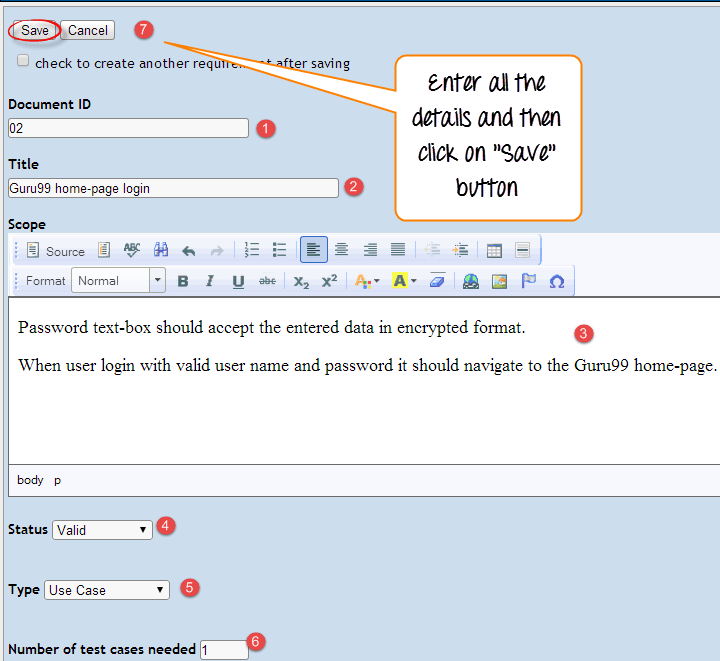 Save Cancel 7
check to create another requirement after saving
Enter all the
details and then
click on "Save"
button
Document ID
02 1
Title
Guru99 home-page login 2
Scope
Source ABC
Format Normal B I U abc X2 X2 A A Ω
Password text-box should accept the entered data in encrypted format. 3
When user login with valid user name and password it should navigate to the Guru99 home-page.
body p
Status Valid 4
Type Use Case 5
Number of test cases needed 1 6